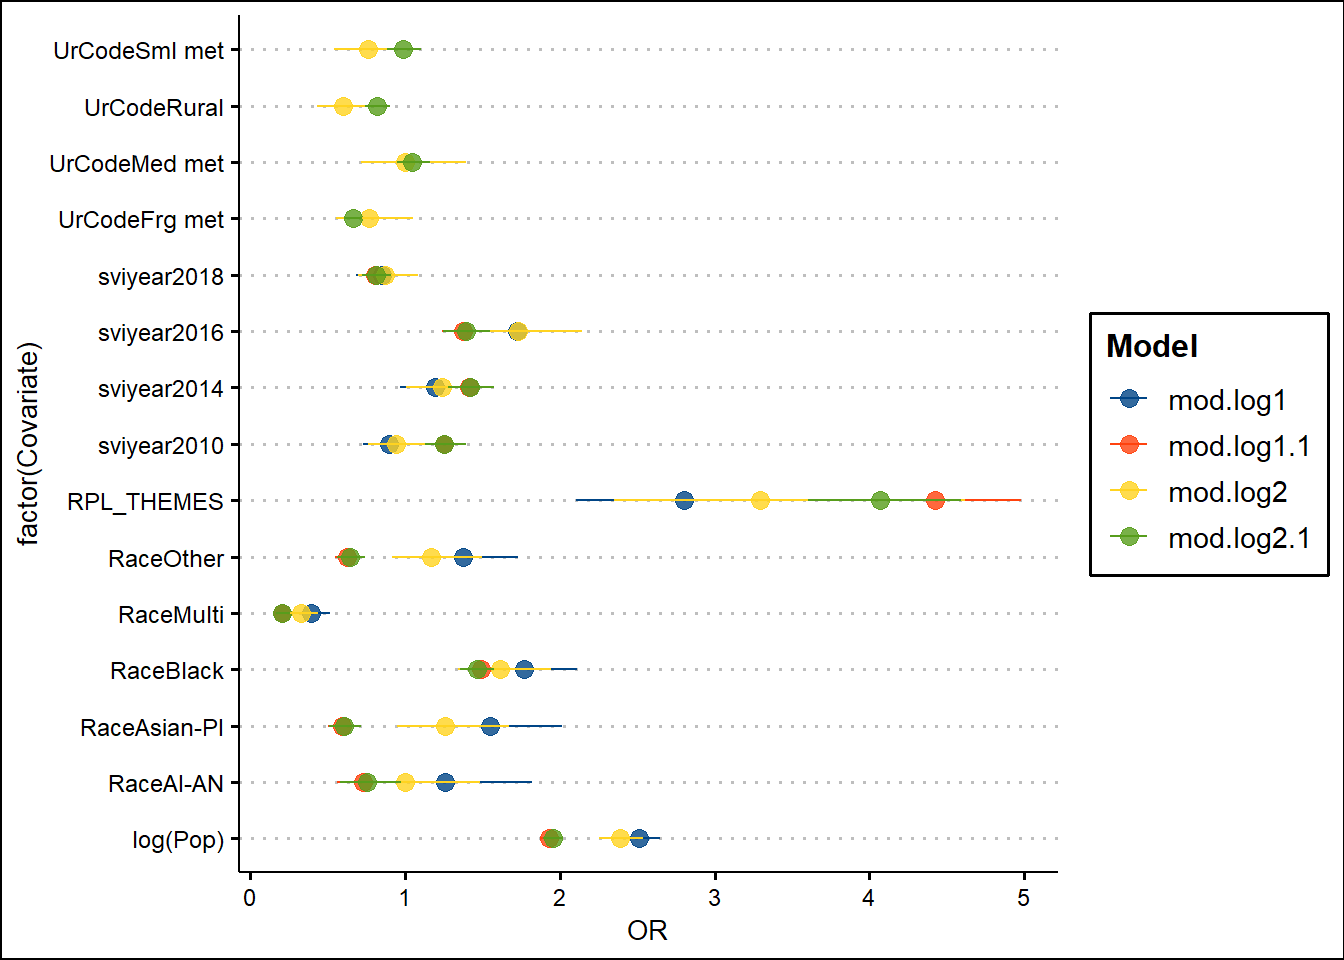 UrCodeSml met
UrCodeRural
UrCodeMed met
UrCodeFrg met
sviyear2018
sviyear2016
sviyear2014
sviyear2010
RPL_THEMES
RaceOther
RaceMulti
RaceBlack
RaceAsian-PI
RaceAI-AN
log(Pop)
factor(Covariate)
0 1 2 3 4 5
OR
Model
mod.log1
mod.log1.1
mod.log2
mod.log2.1